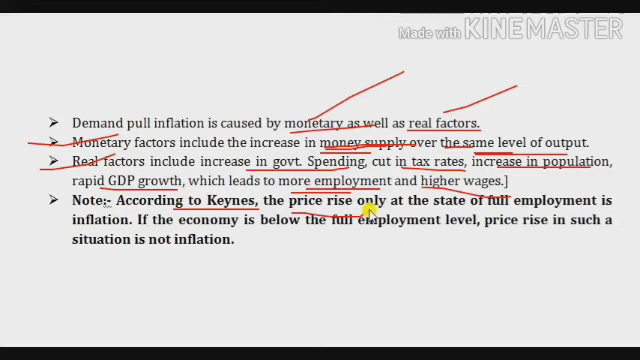 Made with KINEMASTER
Demand pull inflation is caused by monetary as well as real factors.
Monetary factors include the increase in money supply over the same level of output.
Real factors include increase in govt. Spending, cut in tax rates, increase in population,
rapid GDP growth, which leads to more employment and higher wages.]
Note:- According to Keynes, the price rise only at the state of full employment is
inflation. If the economy is below the full employment level, price rise in such a
situation is not inflation.